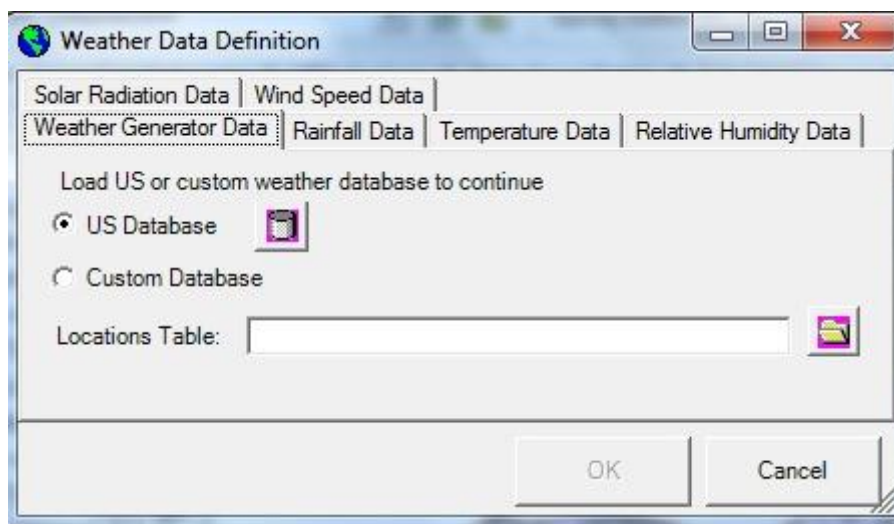 Weather Data Definition
Solar Radiation Data Wind Speed Data
Weather Generator Data Rainfall Data Temperature Data Relative Humidity Data
Load US or custom weather database to continue
US Database
Custom Database
Locations Table:
OK Cancel